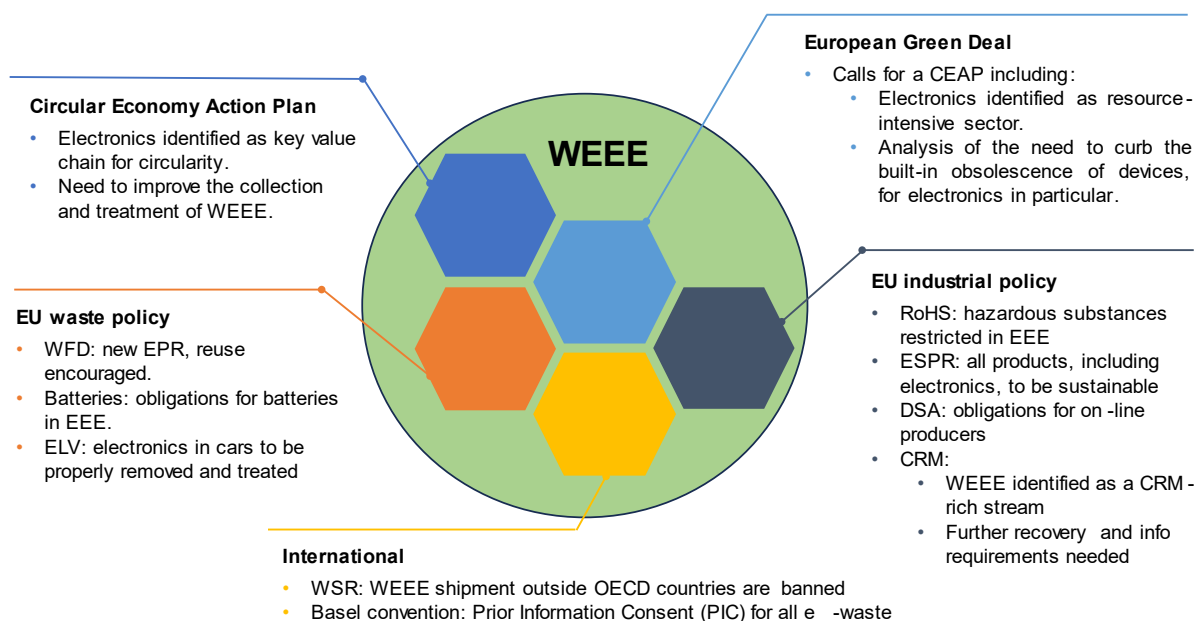 WEEE
European Green Deal
• Calls for a CEAP including:
• Electronics identified as resource-
intensive sector.
• Analysis of the need to curb the
built-in obsolescence of devices,
for electronics in particular.
Circular Economy Action Plan
• Electronics identified as key value
chain for circularity.
• Need to improve the collection
and treatment of WEEE.
EU waste policy
• WFD: new EPR, reuse
encouraged.
• Batteries: obligations for batteries
in EEE.
• ELV: electronics in cars to be
properly removed and treated
EU industrial policy
• RoHS: hazardous substances
restricted in EEE
• ESPR: all products, including
electronics, to be sustainable
• DSA: obligations for on -line
producers
• CRM:
• WEEE identified as a CRM -
rich stream
• Further recovery and info
requirements needed
International
• WSR: WEEE shipment outside OECD countries are banned
• Basel convention: Prior Information Consent (PIC) for all e -waste